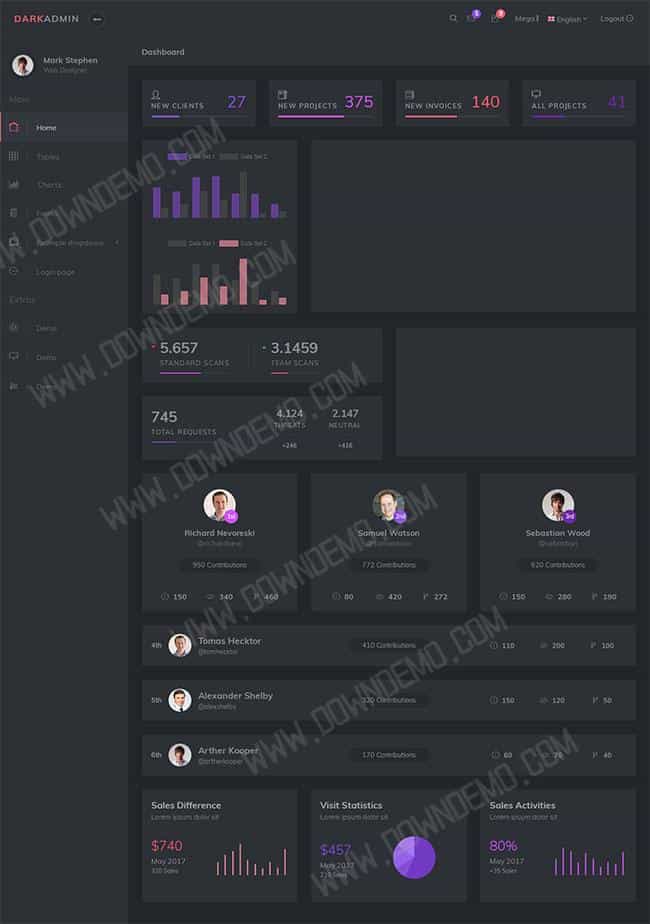 DARKADMIN
5
9
Mega
English
Logout
Mark Stephen
Web Designer
Main
Home
Tables
Charts
Forms
Example dropdown
Login page
Extras
Demo
Demo
Demo
Dashboard
NEW CLIENTS 27
NEW PROJECTS 375
NEW INVOICES 140
ALL PROJECTS 41
Data Set 1 Data Set 2
Data Set 1 Data Set 2
5.657
STANDARD SCANS
3.1459
TEAM SCANS
745
TOTAL REQUESTS
4.124
THREATS
+246
2.147
NEUTRAL
+416
1st
Richard Nevoreski
@richardnevo
950 Contributions
150 340 460
Samuel Watson
@samwatson
772 Contributions
80 420 272
3rd
Sebastian Wood
@sebastian
620 Contributions
150 280 190
4th
Tomas Hecktor
@tomhecktor
410 Contributions
110 200 100
5th
Alexander Shelby
@alexshelby
320 Contributions
150 120 50
6th
Arther Kooper
@artherkooper
170 Contributions
60 70 40
Sales Difference
Lorem ipsum dolor sit
$740
May 2017
320 Sales
Visit Statistics
Lorem ipsum dolor sit
$457
May 2017
210 Sales
Sales Activities
Lorem ipsum dolor sit
80%
May 2017
+35 Sales
WWW.DOWNDEMO.COM
WWW.DOWNDEMO.COM
WWW.DOWNDEMO.COM
WWW.DOWNDEMO.COM
WWW.DOWNDEMO.COM
WWW.DOWNDEMO.COM
WWW.DOWNDEMO.COM